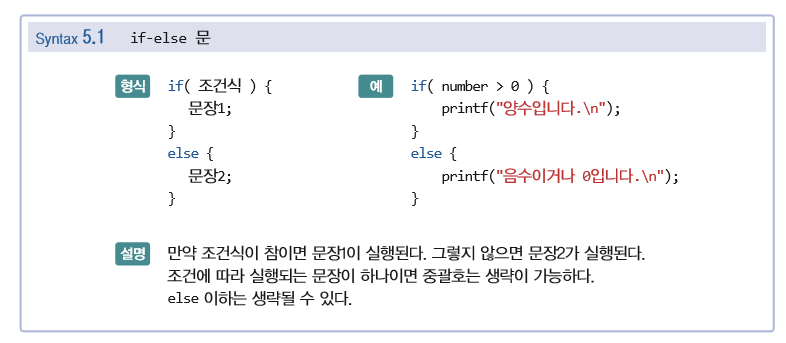 Syntax 5.1 if-else 문
형식 if( 조건식 ) {
문장1;
}
else {
문장2;
}
예 if( number > 0 ) {
printf("양수입니다.\n");
}
else {
printf("음수이거나 0입니다.\n");
}
설명 만약 조건식이 참이면 문장1이 실행된다. 그렇지 않으면 문장2가 실행된다.
조건에 따라 실행되는 문장이 하나이면 중괄호는 생략이 가능하다.
else 이하는 생략될 수 있다.